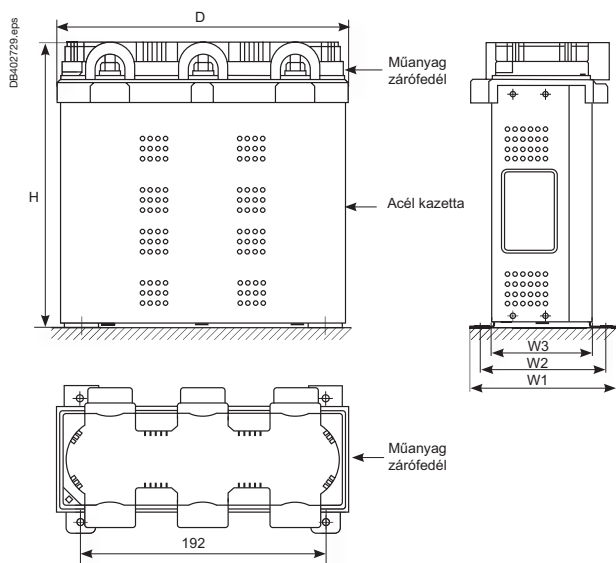 DB402729.eps
D
Műanyag
zárófedél
H
Acél kazetta
W3
W2
W1
Műanyag
zárófedél
192